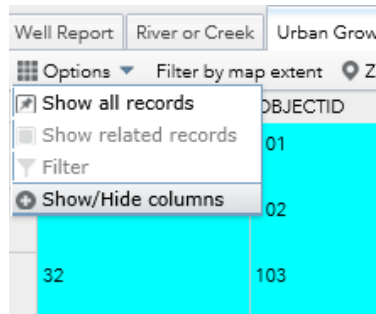 Well Report River or Creek Urban Grow
Options Filter by map extent Z
Show all records OBJECTID
Show related records 01
Filter
Show/Hide columns 02
32 103